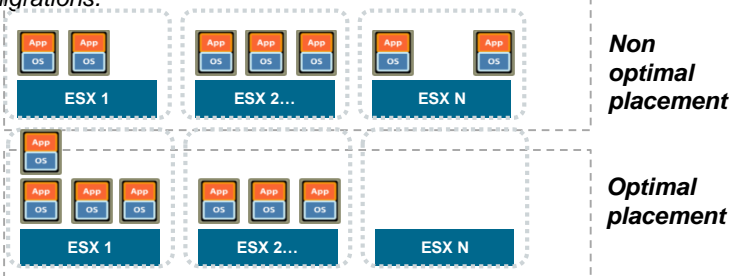 igrations.
App App App App App App App
OS OS OS OS OS OS OS
ESX 1 ESX 2... ESX N
Non
optimal
placement
App
OS
App App App App App App
OS OS OS OS OS OS
ESX 1 ESX 2... ESX N
Optimal
placement